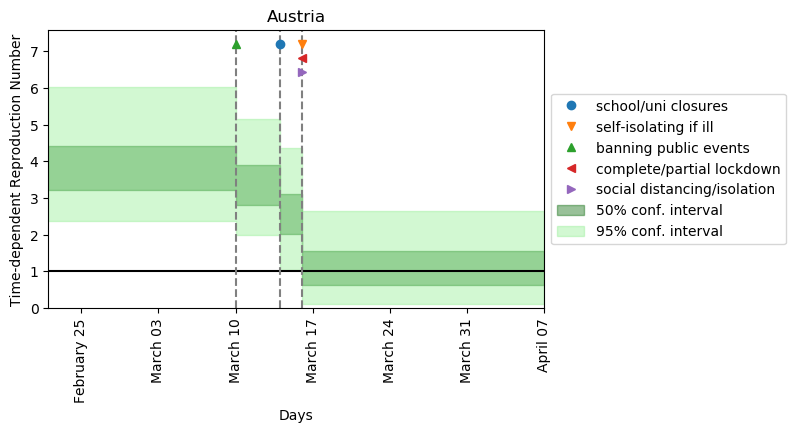 Austria
Time-dependent Reproduction Number
7
6
5
4
3
2
1
0
February 25
March 03
March 10
March 17
March 24
March 31
April 07
Days
school/uni closures
self-isolating if ill
banning public events
complete/partial lockdown
social distancing/isolation
50% conf. interval
95% conf. interval